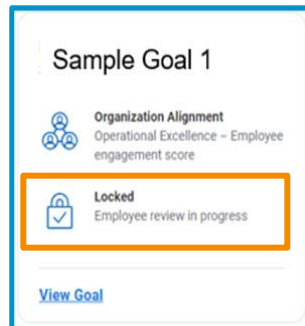 Sample Goal 1
Organization Alignment
Operational Excellence – Employee
engagement score
Locked
Employee review in progress
View Goal